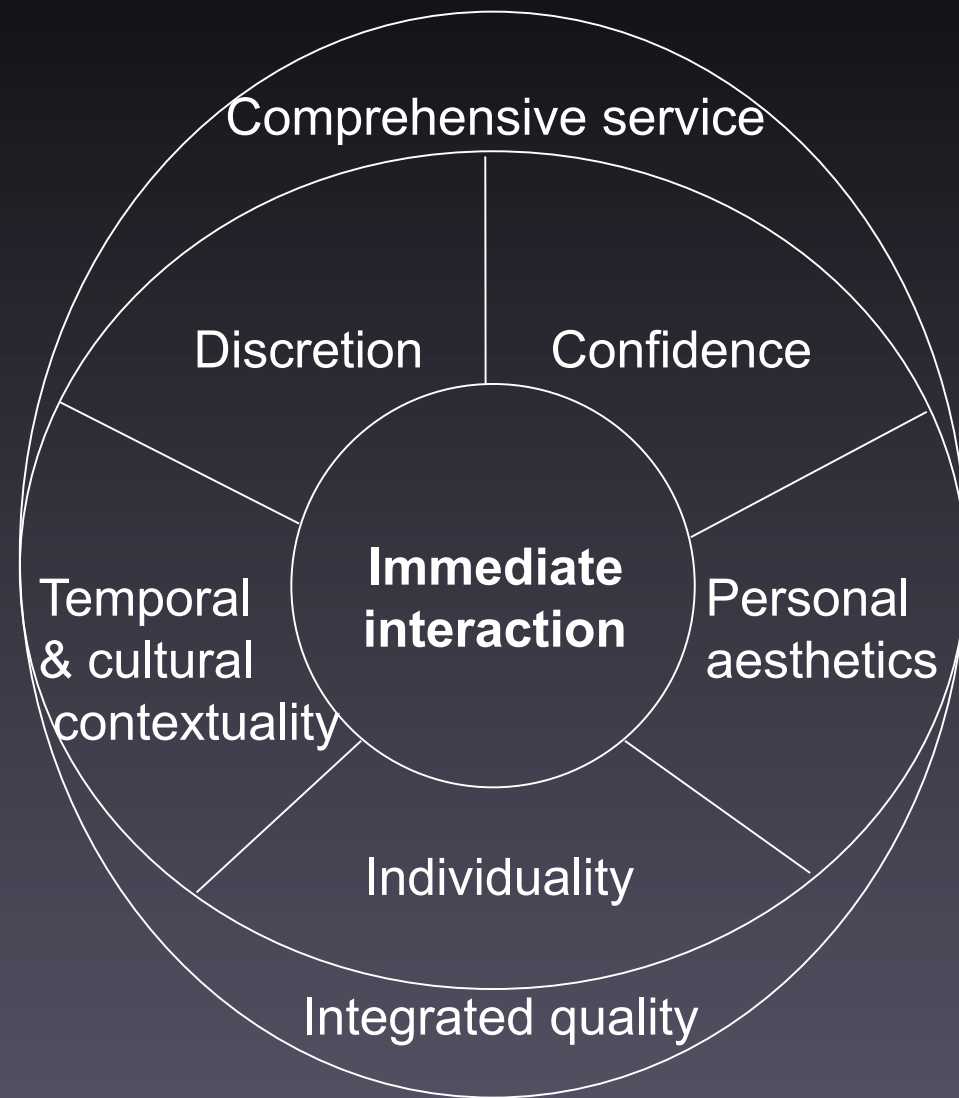 Comprehensive service
Discretion
Confidence
Immediate
interaction
Temporal
& cultural
contextuality
Personal
aesthetics
Individuality
Integrated quality